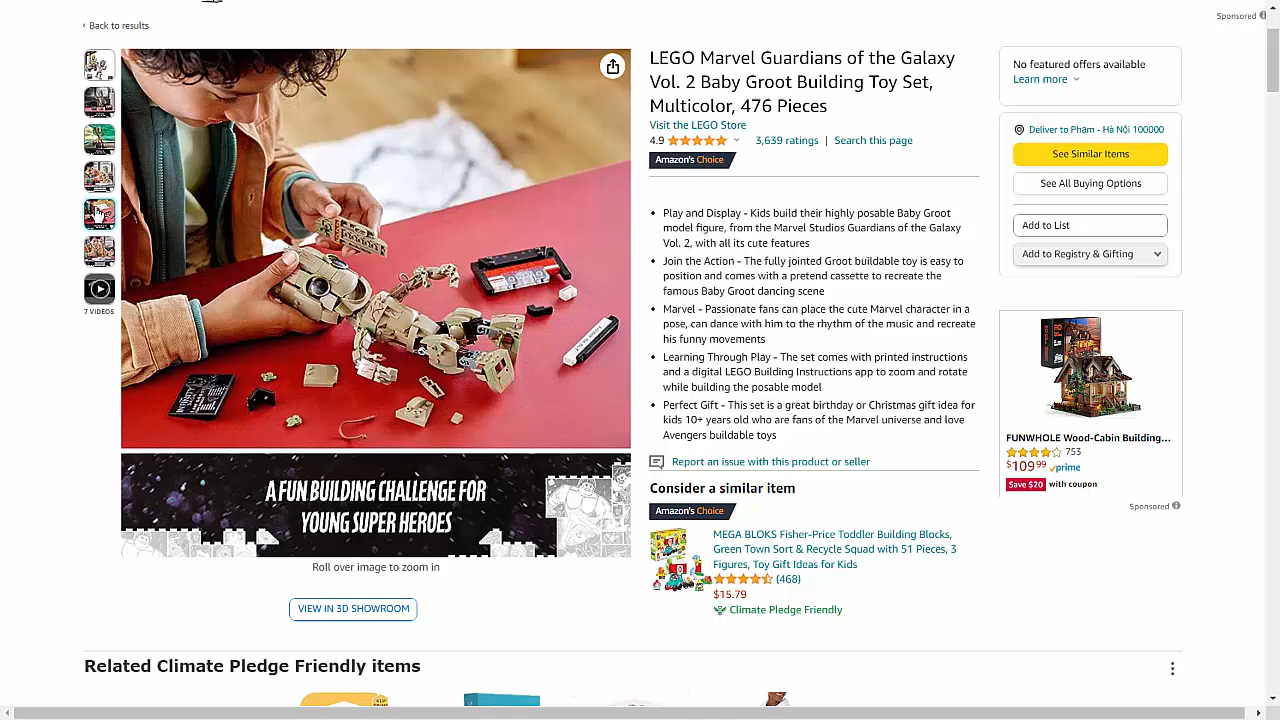 Sponsored
‹ Back to results
7 VIDEOS
A FUN BUILDING CHALLENGE FOR
YOUNG SUPER HEROES
Roll over image to zoom in
VIEW IN 3D SHOWROOM
LEGO Marvel Guardians of the Galaxy
Vol. 2 Baby Groot Building Toy Set,
Multicolor, 476 Pieces
Visit the LEGO Store
4.9 3,639 ratings | Search this page
Amazon's Choice
• Play and Display - Kids build their highly posable Baby Groot
model figure, from the Marvel Studios Guardians of the Galaxy
Vol. 2, with all its cute features
• Join the Action - The fully jointed Groot buildable toy is easy to
position and comes with a pretend cassette to recreate the
famous Baby Groot dancing scene
• Marvel - Passionate fans can place the cute Marvel character in a
pose, can dance with him to the rhythm of the music and recreate
his funny movements
• Learning Through Play - The set comes with printed instructions
and a digital LEGO Building Instructions app to zoom and rotate
while building the posable model
• Perfect Gift - This set is a great birthday or Christmas gift idea for
kids 10+ years old who are fans of the Marvel universe and love
Avengers buildable toys
Report an issue with this product or seller
Consider a similar item
Amazon's Choice
MEGA BLOKS Fisher-Price Toddler Building Blocks,
Green Town Sort & Recycle Squad with 51 Pieces, 3
Figures, Toy Gift Ideas for Kids
(468)
$15.79
Climate Pledge Friendly
No featured offers available
Learn more
Deliver to Phạm - Hà Nội 100000
See Similar Items
See All Buying Options
Add to List
Add to Registry & Gifting
FUNWHOLE Wood-Cabin Building...
753
$109.99 prime
Save $20 with coupon
Sponsored
Related Climate Pledge Friendly items